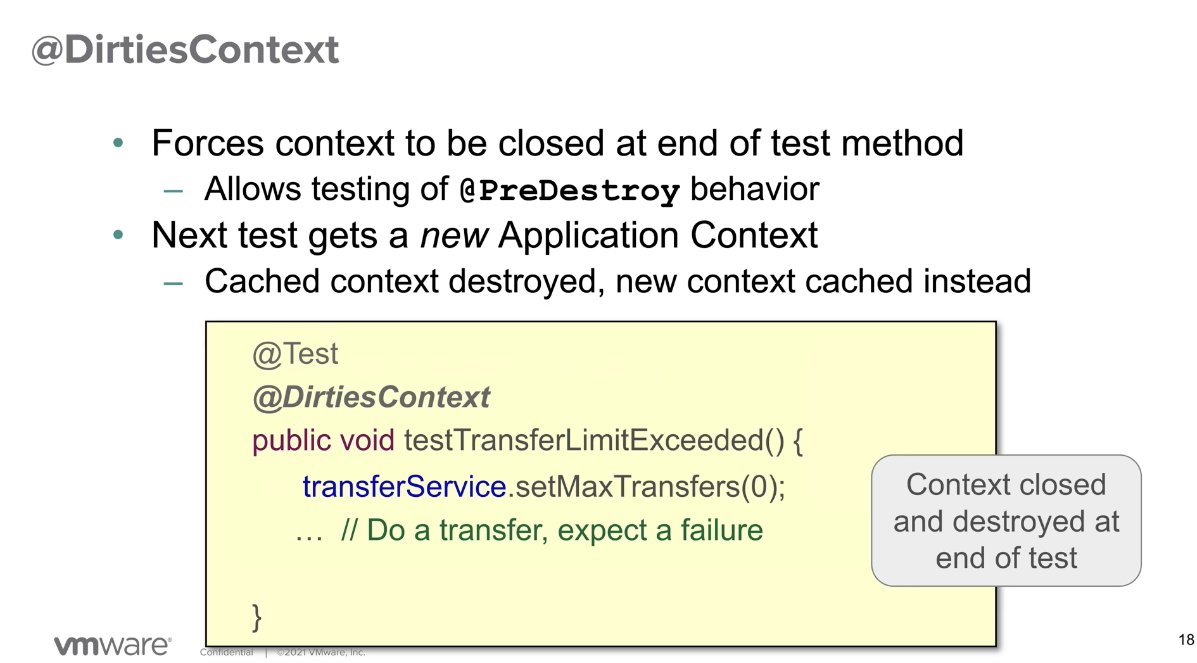 @DirtiesContext
• Forces context to be closed at end of test method
– Allows testing of @PreDestroy behavior
• Next test gets a new Application Context
– Cached context destroyed, new context cached instead
@Test
@DirtiesContext
public void testTransferLimitExceeded() {
transferService.setMaxTransfers(0);
… // Do a transfer, expect a failure
}
Context closed
and destroyed at
end of test
vmware®
Confidential | ©2021 VMware, Inc.
18